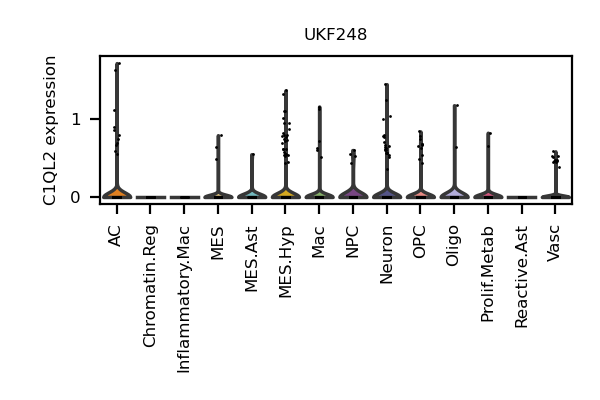 UKF248
C1QL2 expression
1
0
AC
Chromatin.Reg
Inflammatory.Mac
MES
MES.Ast
MES.Hyp
Mac
NPC
Neuron
OPC
Oligo
Prolif.Metab
Reactive.Ast
Vasc